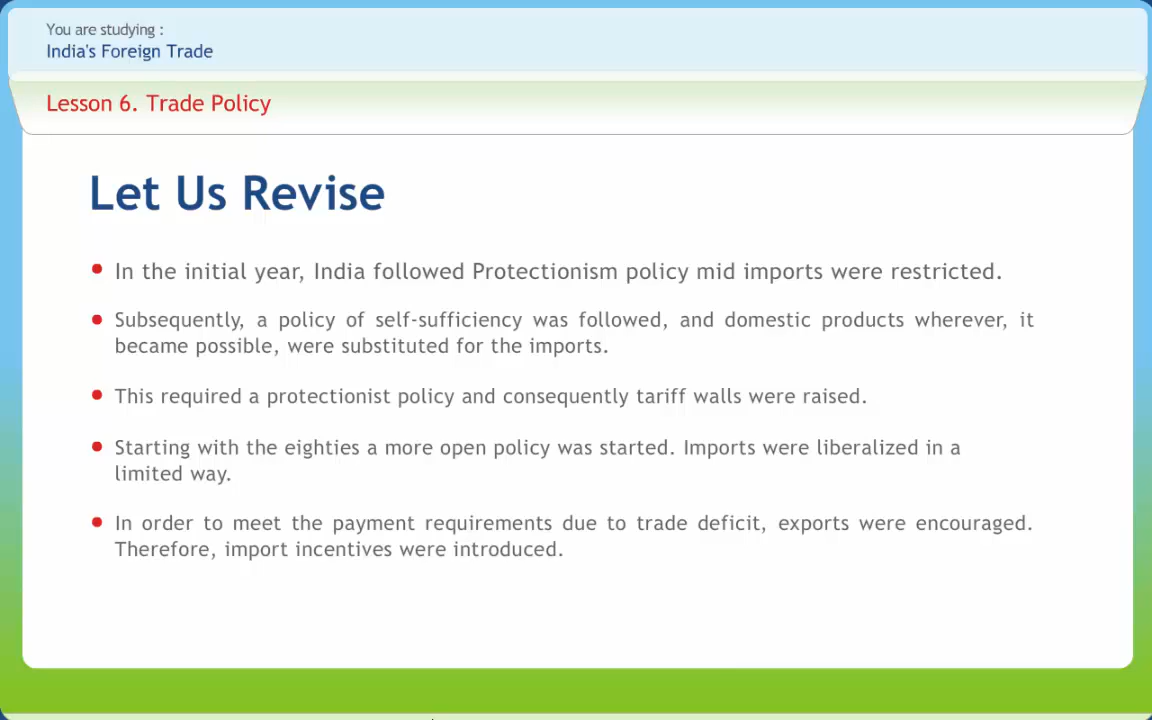 You are studying :
India's Foreign Trade
Lesson 6. Trade Policy
Let Us Revise
• In the initial year, India followed Protectionism policy mid imports were restricted.
• Subsequently, a policy of self-sufficiency was followed, and domestic products wherever, it
became possible, were substituted for the imports.
• This required a protectionist policy and consequently tariff walls were raised.
• Starting with the eighties a more open policy was started. Imports were liberalized in a
limited way.
• In order to meet the payment requirements due to trade deficit, exports were encouraged.
Therefore, import incentives were introduced.